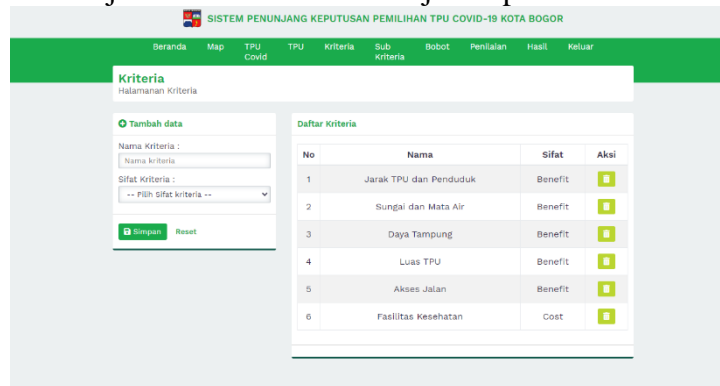 SISTEM PENUNJANG KEPUTUSAN PEMILIHAN TPU COVID-19 KOTA BOGOR
Beranda Map TPU Covid TPU Kriteria Sub Kriteria Bobot Penilaian Hasil Keluar
Kriteria
Halamanan Kriteria
Tambah data
Nama Kriteria :
Nama kriteria
Sifat Kriteria :
-- Pilih Sifat kriteria --
Simpan Reset
Daftar Kriteria
No Nama Sifat Aksi
1 Jarak TPU dan Penduduk Benefit
2 Sungai dan Mata Air Benefit
3 Daya Tampung Benefit
4 Luas TPU Benefit
5 Akses Jalan Benefit
6 Fasilitas Kesehatan Cost